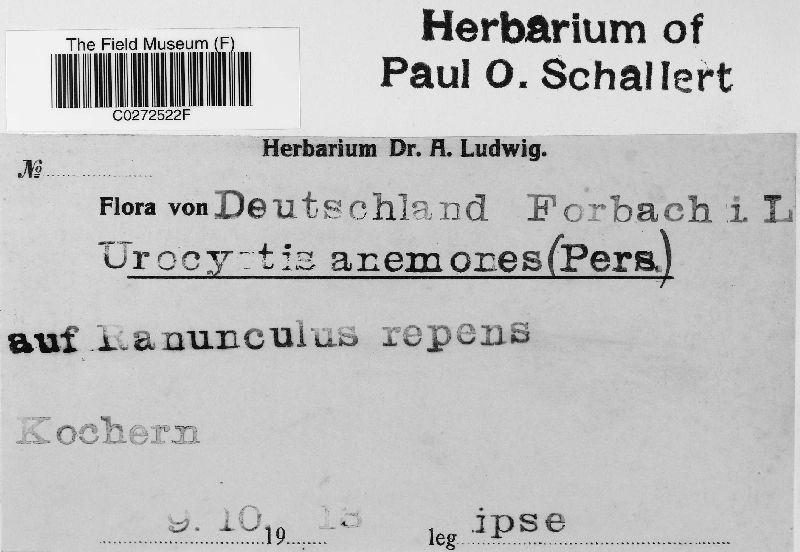 Herbarium of
Paul O. Schallert
The Field Museum (F)
C0272522F
Herbarium Dr. A. Ludwig.
№
Flora von Deutschland Forbach i. L
Urocystis anemones (Pers.)
auf Ranunculus repens
Kochern
9. 10. 19 13 leg ipse